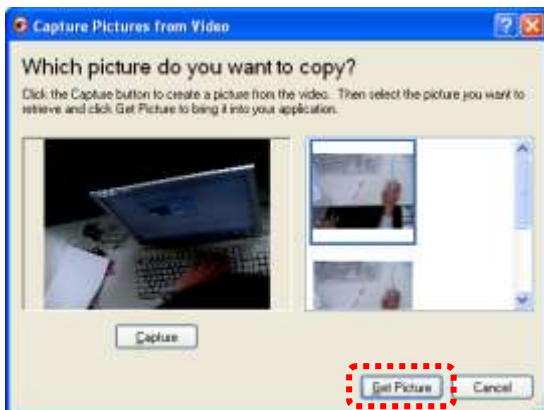 Capture Pictures from Video
Which picture do you want to copy?
Click the Capture button to create a picture from the video. Then select the picture you want to
retrieve and click Get Picture to bring it into your application.
Capture
Get Picture
Cancel